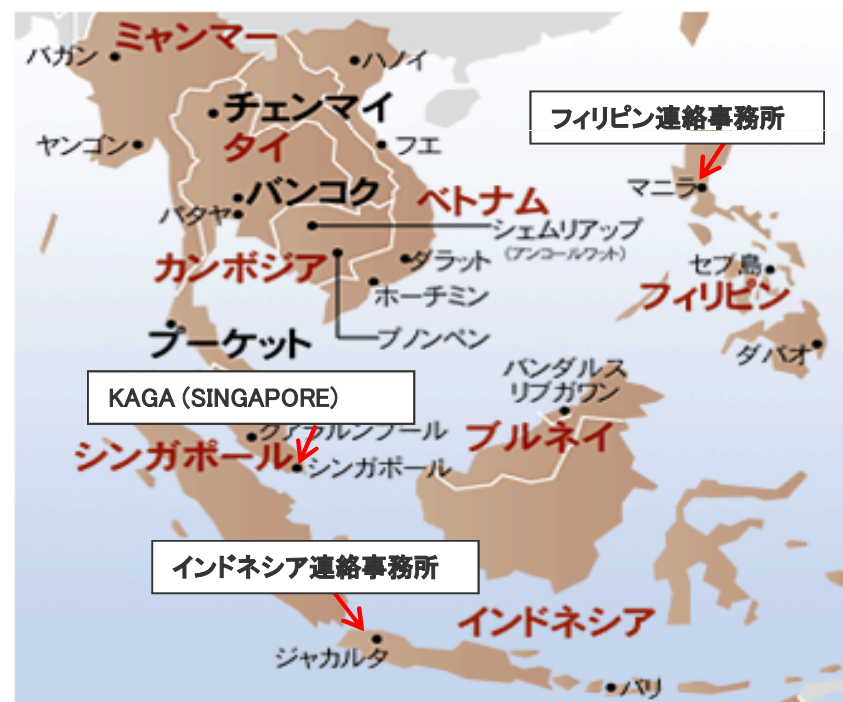 ミャンマー
バガン
ハノイ
チェンマイ
フィリピン連絡事務所
ヤンゴン
タイ
フエ
バンコク
マニラ
パタヤ
ベトナム
シェムリアップ
(アンコールワット)
カンボジア
ダラット
セブ島
ホーチミン
フィリピン
プーケット
プノンペン
ダバオ
バンダルス
リブガワン
KAGA (SINGAPORE)
クアラルンプール
ブルネイ
シンガポール
シンガポール
インドネシア連絡事務所
インドネシア
ジャカルタ
バリ